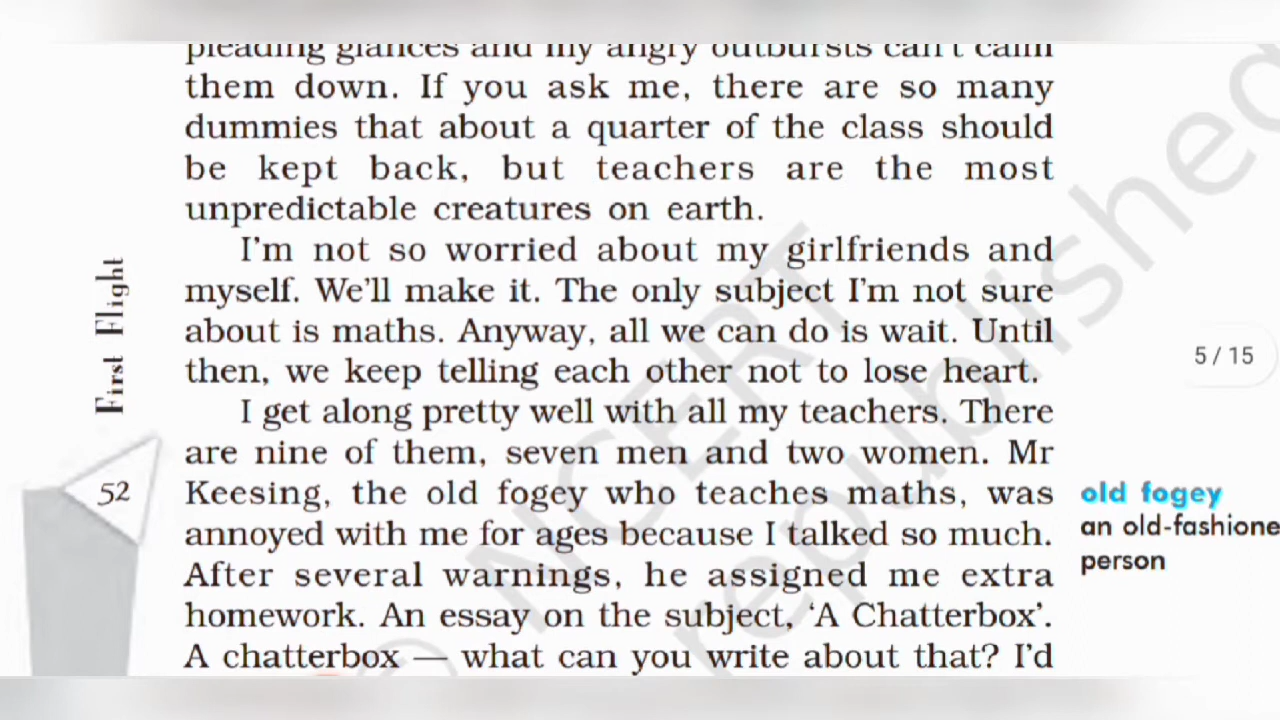 pleading glances and my angry outbursts can't calm
them down. If you ask me, there are so many
dummies that about a quarter of the class should
be kept back, but teachers are the most
unpredictable creatures on earth.
I'm not so worried about my girlfriends and
myself. We'll make it. The only subject I'm not sure
about is maths. Anyway, all we can do is wait. Until
then, we keep telling each other not to lose heart.
I get along pretty well with all my teachers. There
are nine of them, seven men and two women. Mr
Keesing, the old fogey who teaches maths, was
annoyed with me for ages because I talked so much.
After several warnings, he assigned me extra
homework. An essay on the subject, ‘A Chatterbox’.
A chatterbox — what can you write about that? I'd
old fogey
an old-fashione
person
First Flight
52
5 / 15
© NCERT
republished